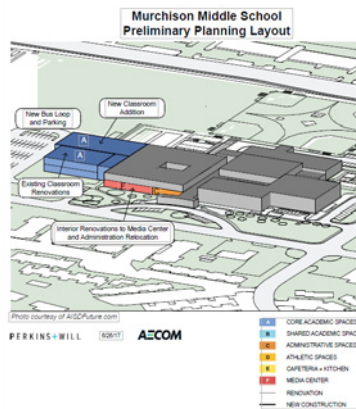 Murchison Middle School
Preliminary Planning Layout
New Classroom
Addition
New Bus Loop
and Parking
A
A
Existing Classroom
Renovations
Interior Renovations to Media Center
and Administration Relocation
Photo courtesy of AISDFuture.com
PERKINS+WILL 6/26/17 AECOM
A CORE ACADEMIC SPACES
B SHARED ACADEMIC SPAC
C ADMINISTRATIVE SPACES
D ATHLETIC SPACES
E CAFETERIA + KITCHEN
F MEDIA CENTER
RENOVATION
NEW CONSTRUCTION